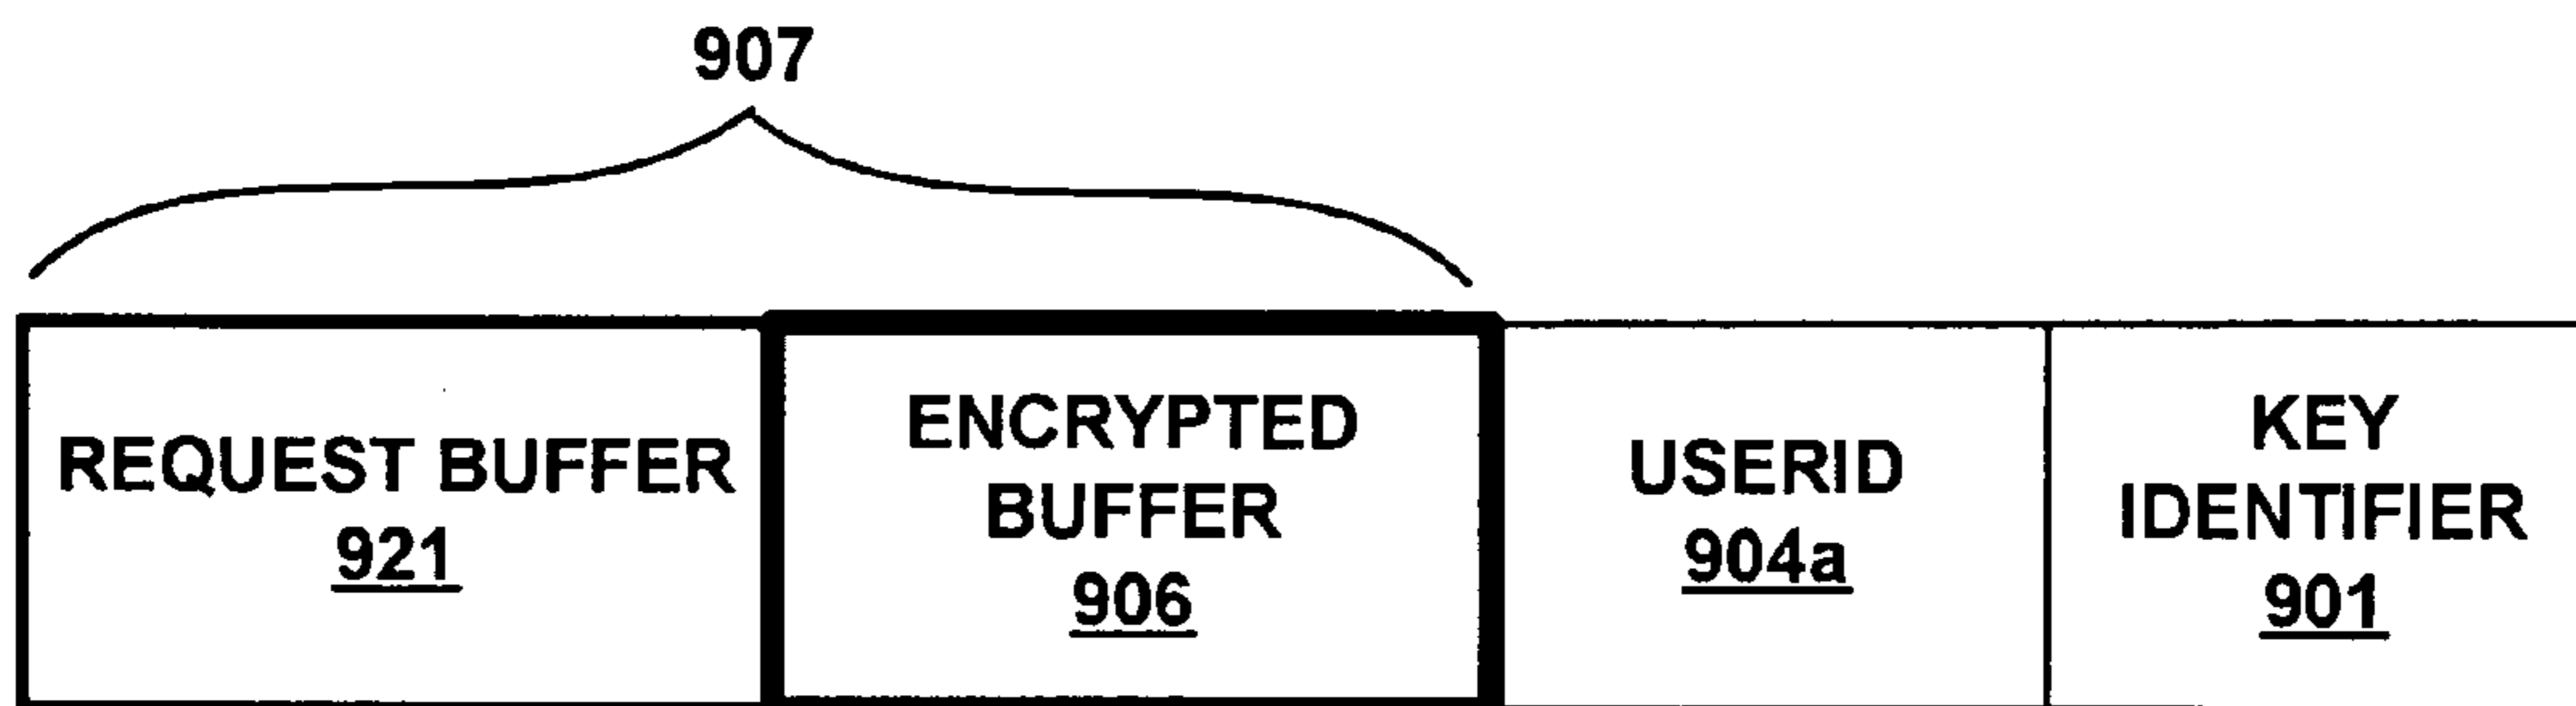 907
REQUEST BUFFER
921
ENCRYPTED
BUFFER
906
USERID
904a
KEY
IDENTIFIER
901